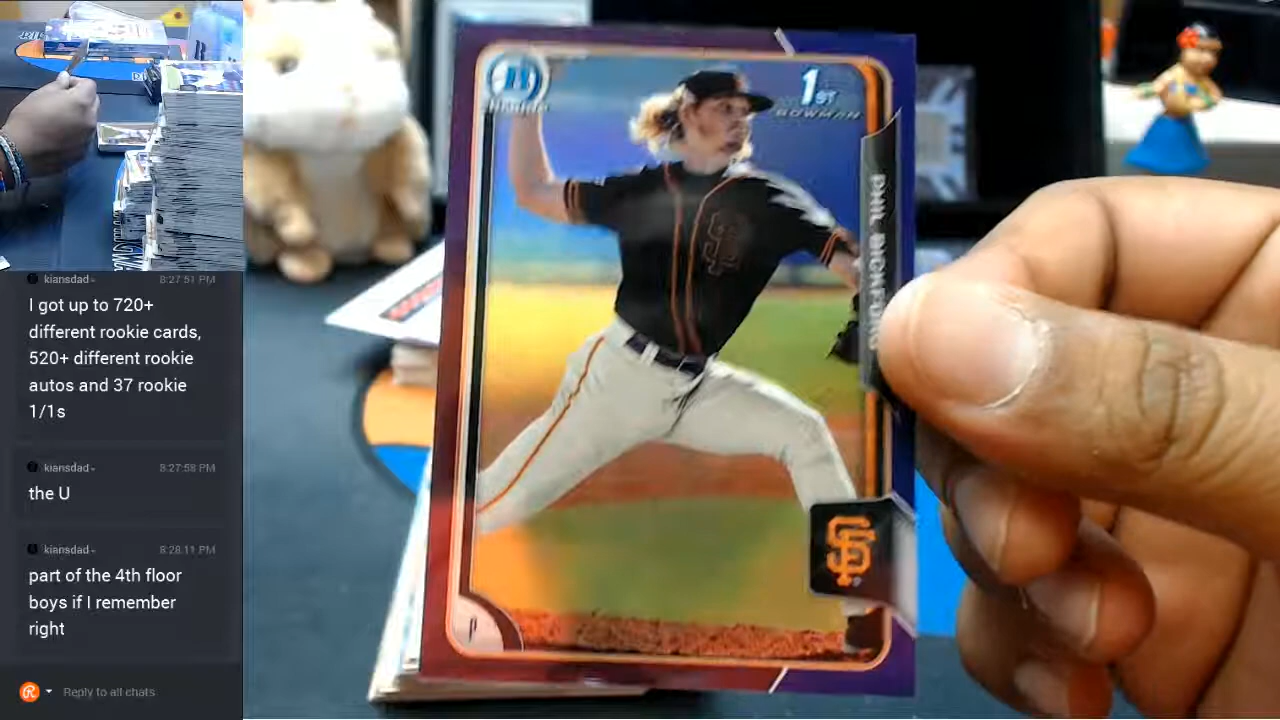 kiansdad
8:27:51 PM
I got up to 720+
different rookie cards,
520+ different rookie
autos and 37 rookie
1/1s
kiansdad
8:27:58 PM
the U
kiansdad
8:28:11 PM
part of the 4th floor
boys if I remember
right
Reply to all chats
B
1ST
BOWMAN
PHIL BICKFORD
SF
SF
P